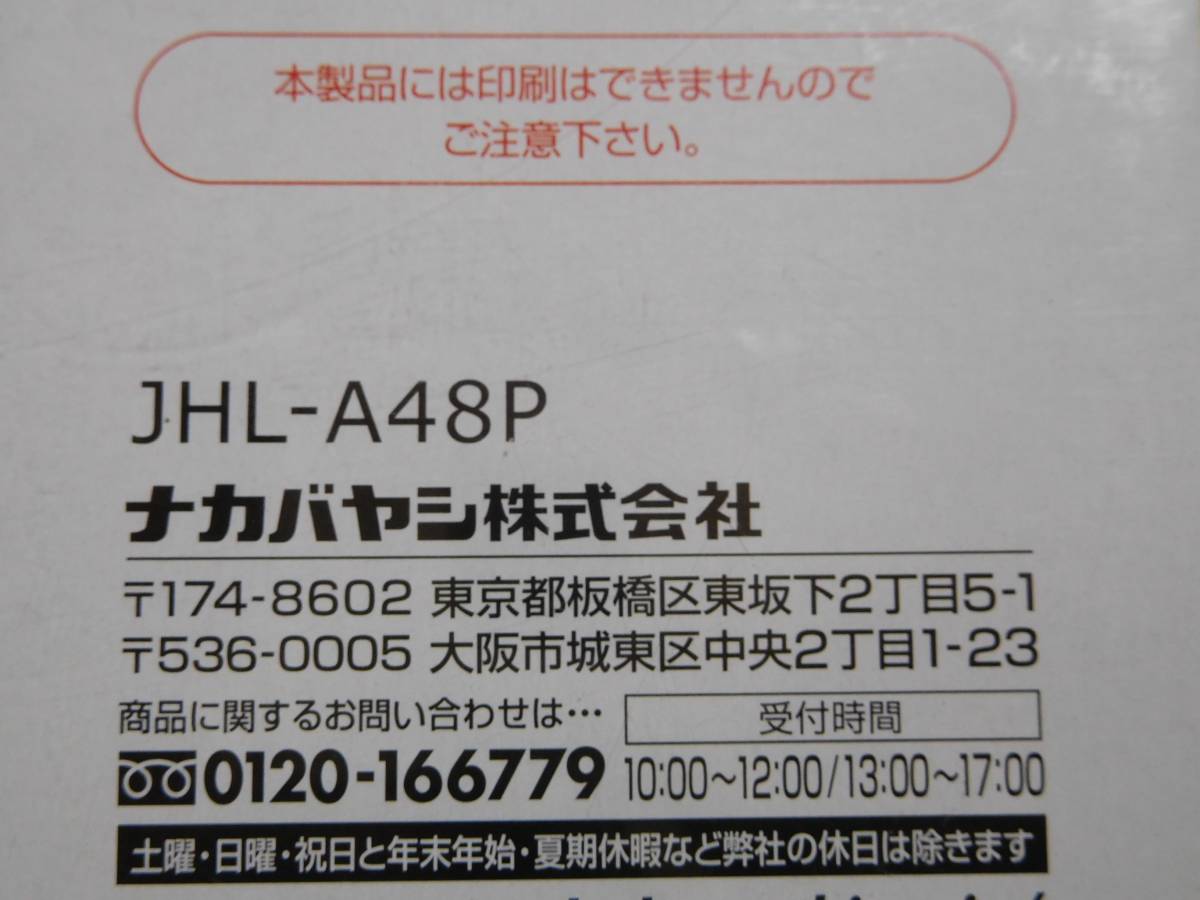 本製品には印刷はできませんので
ご注意下さい。
JHL-A48P
ナカバヤシ株式会社
〒174-8602 東京都板橋区東坂下2丁目5-1
〒536-0005 大阪市城東区中央2丁目1-23
商品に関するお問い合わせは…
受付時間
0120-166779
10:00~12:00/13:00~17:00
土曜・日曜・祝日と年末年始・夏期休暇など弊社の休日は除きます